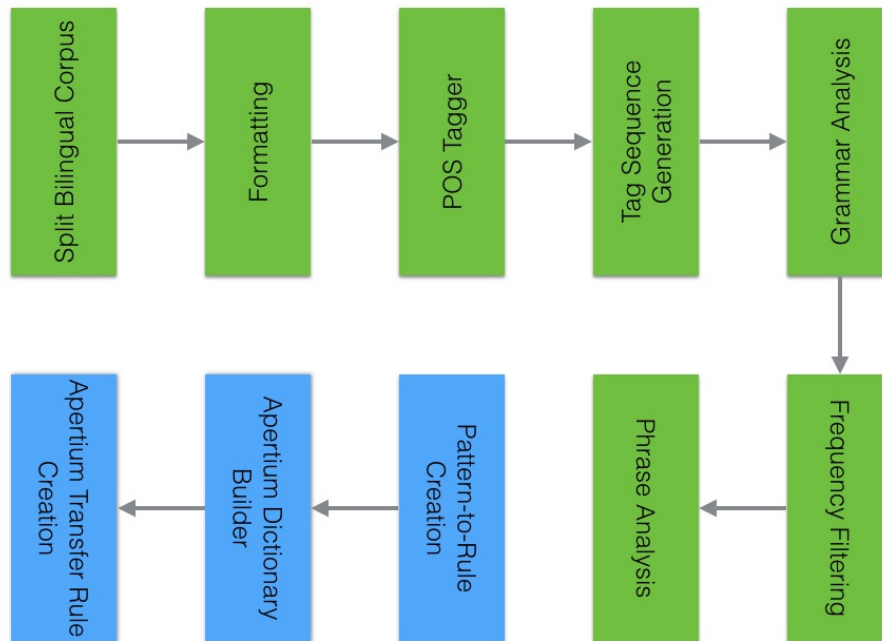 Split Bilingual Corpus
Formatting
POS Tagger
Tag Sequence
Generation
Grammar Analysis
Frequency Filtering
Phrase Analysis
Pattern-to-Rule
Creation
Apertium Dictionary
Builder
Apertium Transfer Rule
Creation